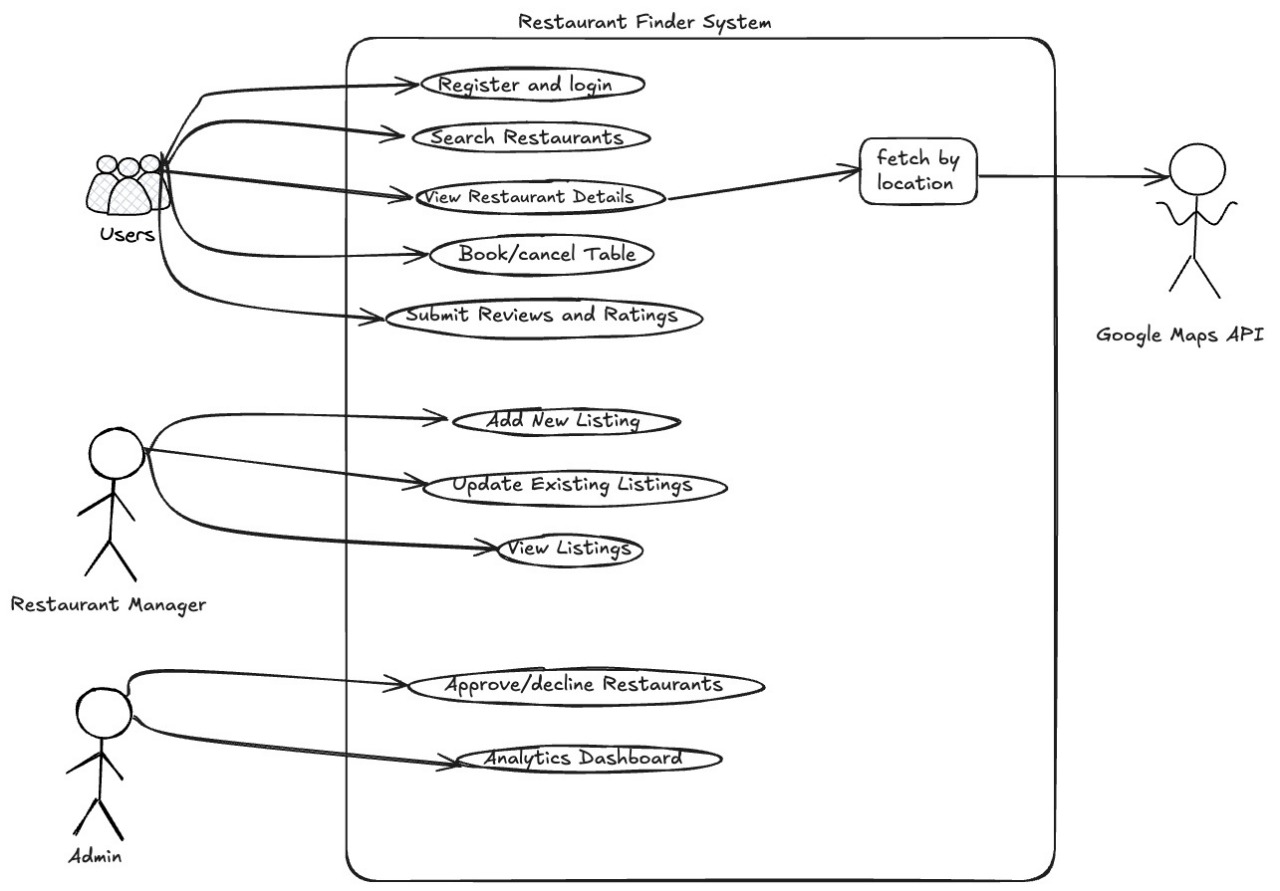 Restaurant Finder System
Register and login
Search Restaurants
fetch by
location
View Restaurant Details
Users
Book/cancel Table
Submit Reviews and Ratings
Google Maps API
Add New Listing
Update Existing Listings
View Listings
Restaurant Manager
Approve/decline Restaurants
Analytics Dashboard
Admin